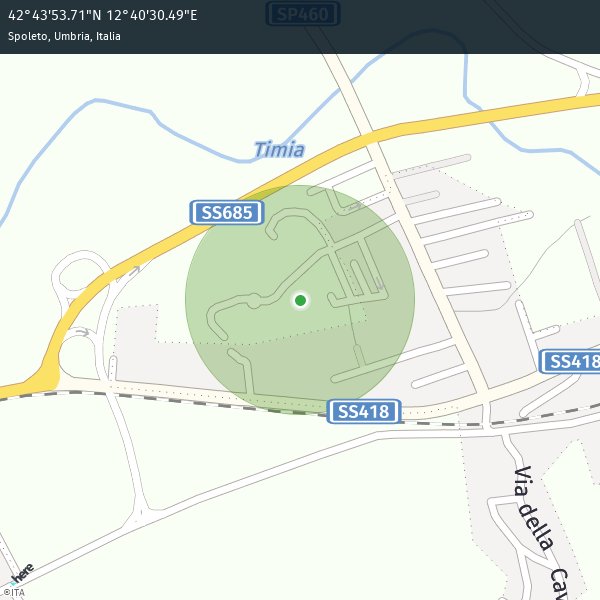 42°43'53.71"N 12°40'30.49"E
Spoleto, Umbria, Italia
SP460
Timia
SS685
SS418
SS418
Via della Cav
here
©ITA